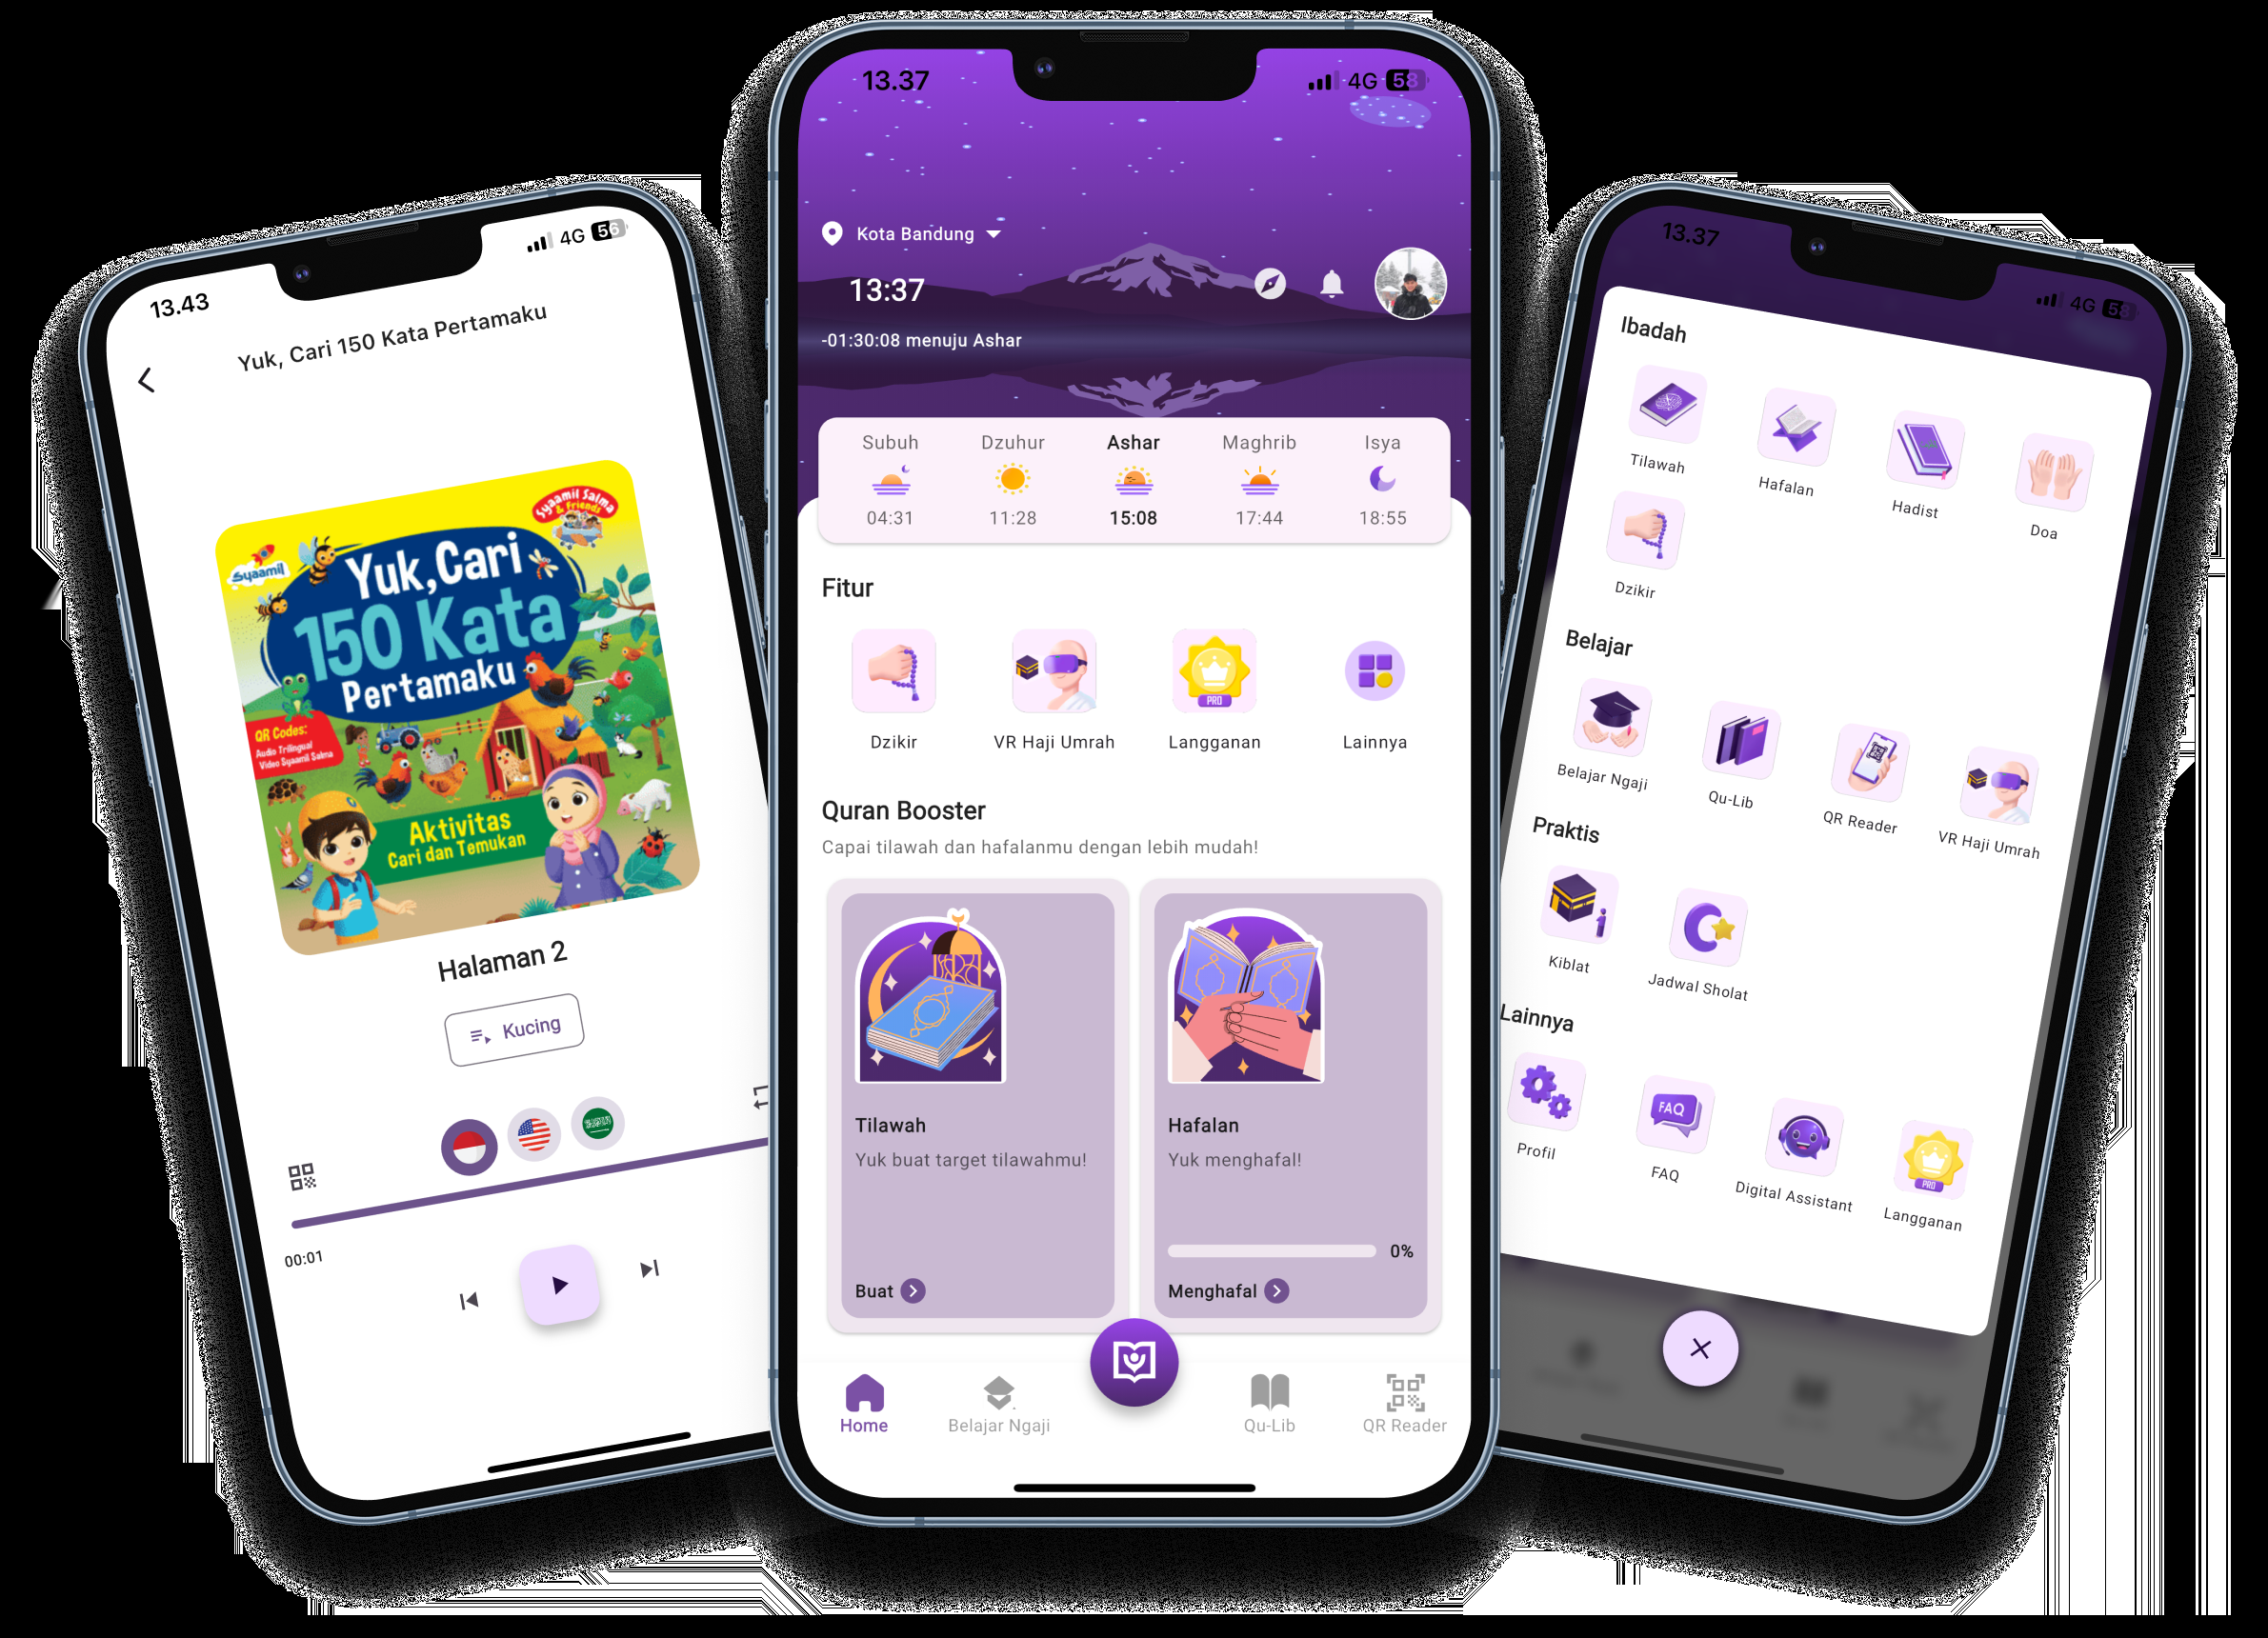 13.43
4G 56
Yuk, Cari 150 Kata Pertamaku
Syaamil
Syaamil Salma
& Friends
Yuk, Cari
150 Kata
Pertamaku
QR Codes:
Audio Trilingual
Video Syaamil Salma
Aktivitas
Cari dan Temukan
Halaman 2
Kucing
00:01
13.37
4G 58
Kota Bandung
13:37
-01:30:08 menuju Ashar
Subuh Dzuhur Ashar Maghrib Isya
04:31 11:28 15:08 17:44 18:55
Fitur
PRO
Dzikir VR Haji Umrah Langganan Lainnya
Quran Booster
Capai tilawah dan hafalanmu dengan lebih mudah!
Tilawah
Yuk buat target tilawahmu!
Buat
Hafalan
Yuk menghafal!
0%
Menghafal
Home Belajar Ngaji Qu-Lib QR Reader
13.37
4G 58
Ibadah
Tilawah Hafalan Hadist Doa
Dzikir
Belajar
Belajar Ngaji Qu-Lib QR Reader VR Haji Umrah
Praktis
Kiblat Jadwal Sholat
Lainnya
FAQ
PRO
Profil FAQ Digital Assistant Langganan